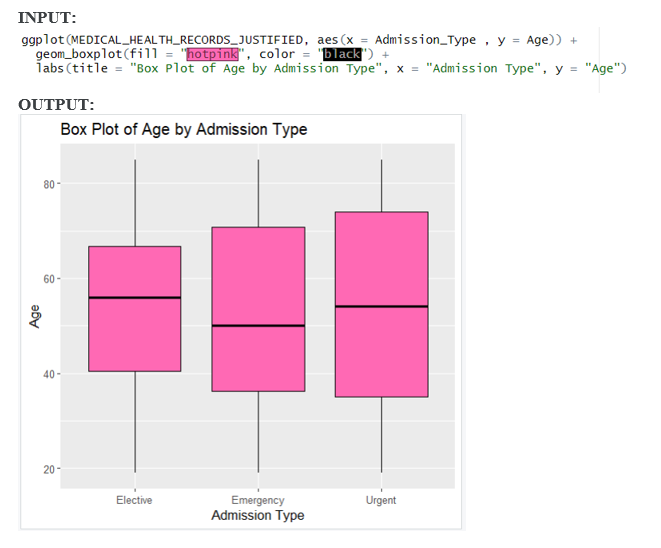 INPUT:
ggplot(MEDICAL_HEALTH_RECORDS_JUSTIFIED, aes(x = Admission_Type , y = Age)) +
geom_boxplot(fill = "hotpink", color = "black") +
labs(title = "Box Plot of Age by Admission Type", x = "Admission Type", y = "Age")
OUTPUT:
Box Plot of Age by Admission Type
80
60
Age
40
20
Elective Emergency Urgent
Admission Type